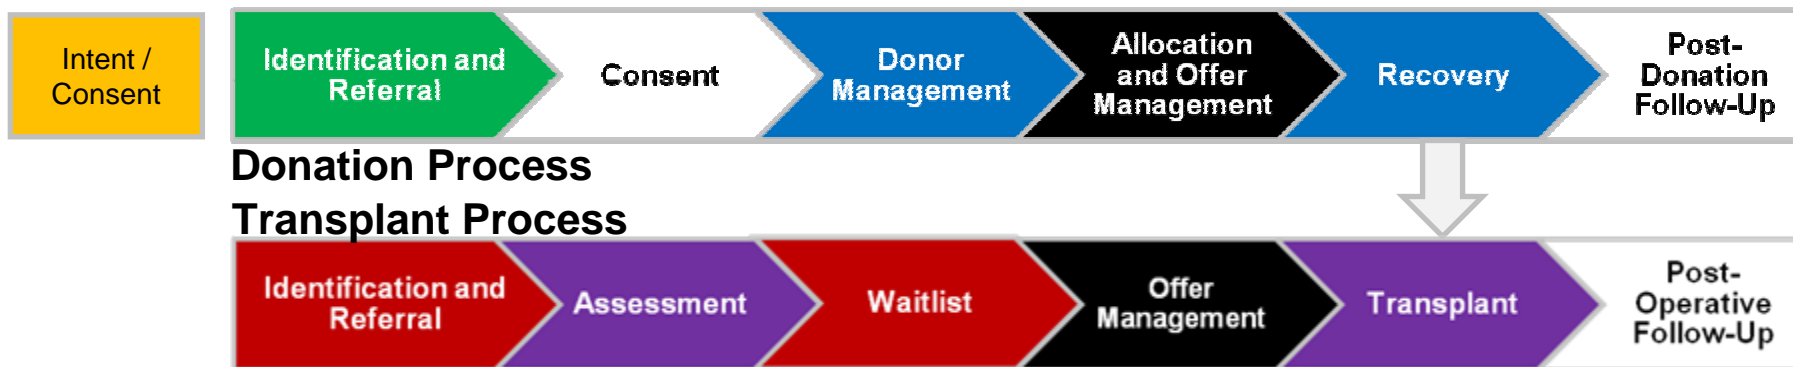 Intent /
Consent
Identification and
Referral
Consent
Donor
Management
Allocation
and Offer
Management
Recovery
Post-
Donation
Follow-Up
Donation Process
Transplant Process
Identification and
Referral
Assessment
Waitlist
Offer
Management
Transplant
Post-
Operative
Follow-Up